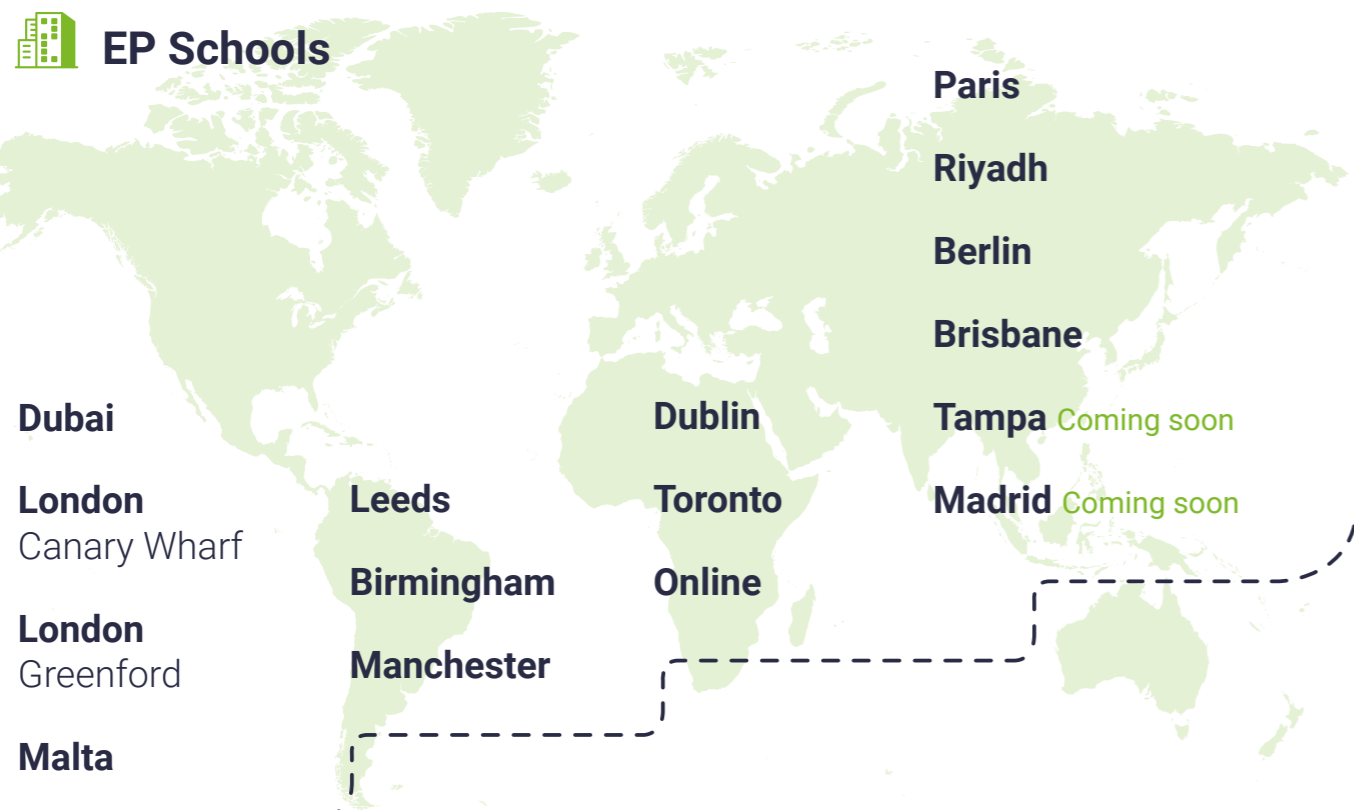 EP Schools
Dubai
London
Canary Wharf
London
Greenford
Malta
Leeds
Birmingham
Manchester
Dublin
Toronto
Online
Paris
Riyadh
Berlin
Brisbane
Tampa Coming soon
Madrid Coming soon